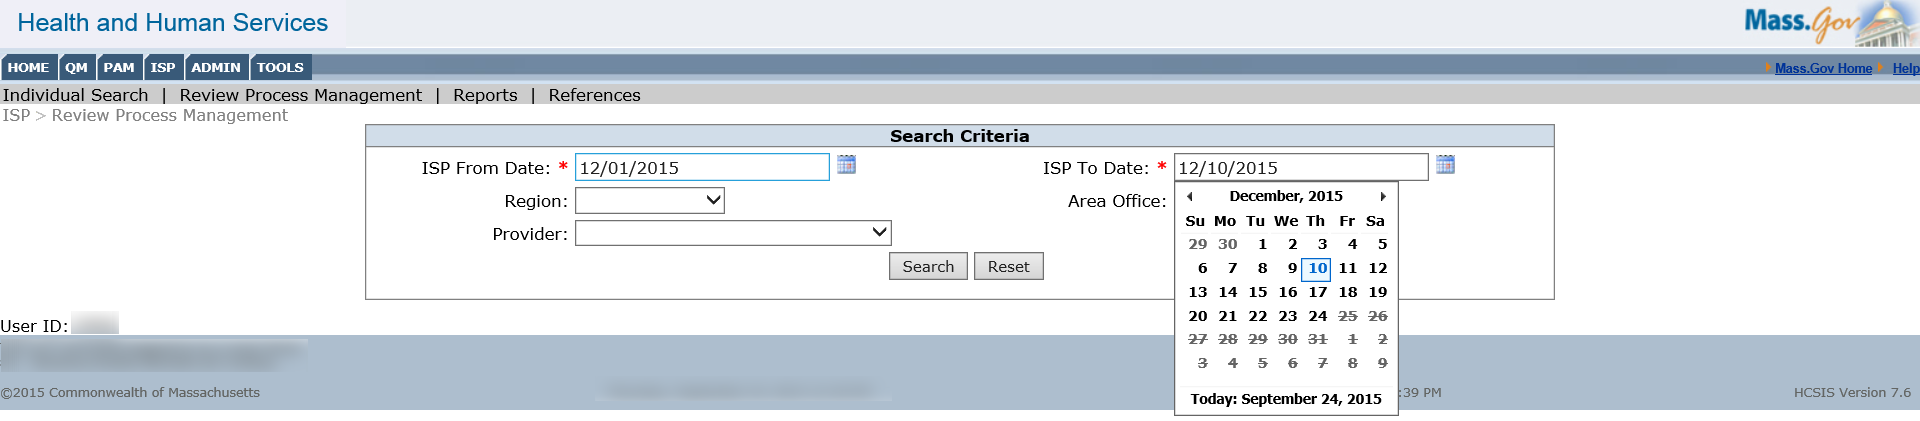 Health and Human Services
Mass.Gov
HOME QM PAM ISP ADMIN TOOLS
Mass.Gov Home Help
Individual Search | Review Process Management | Reports | References
ISP > Review Process Management
Search Criteria
ISP From Date: * 12/01/2015 ISP To Date: * 12/10/2015
Region: Area Office:
Provider:
Search Reset
December, 2015
Su Mo Tu We Th Fr Sa
29 30 1 2 3 4 5
6 7 8 9 10 11 12
13 14 15 16 17 18 19
20 21 22 23 24 25 26
27 28 29 30 31 1 2
3 4 5 6 7 8 9
Today: September 24, 2015
User ID:
©2015 Commonwealth of Massachusetts :39 PM HCSIS Version 7.6